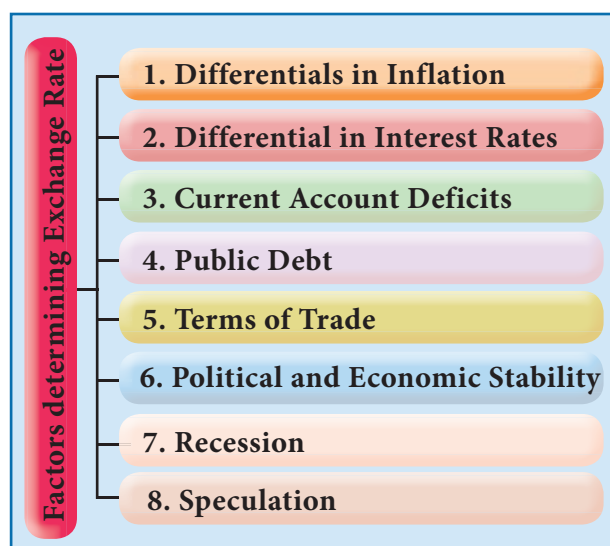 Factors determining Exchange Rate
1. Differentials in Inflation
2. Differential in Interest Rates
3. Current Account Deficits
4. Public Debt
5. Terms of Trade
6. Political and Economic Stability
7. Recession
8. Speculation